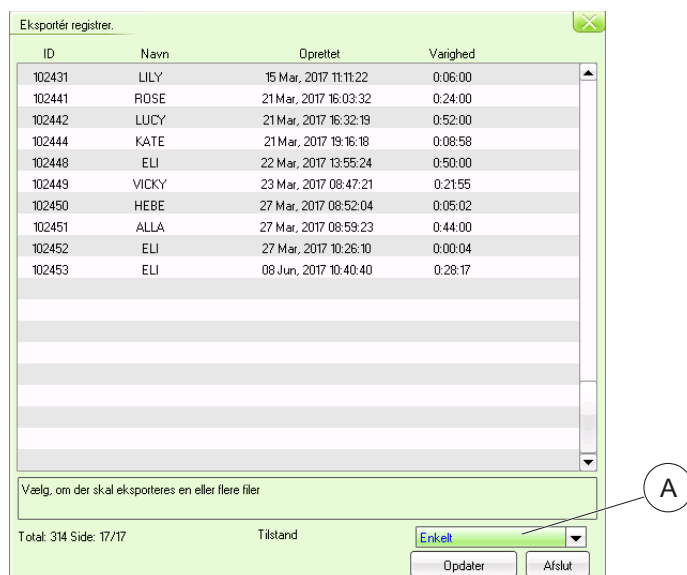 Eksportér registrer.
ID Navn Oprettet Varighed
102431 LILY 15 Mar, 2017 11:11:22 0:06:00
102441 ROSE 21 Mar, 2017 16:03:32 0:24:00
102442 LUCY 21 Mar, 2017 16:32:19 0:52:00
102444 KATE 21 Mar, 2017 19:16:18 0:08:58
102448 ELI 22 Mar, 2017 13:55:24 0:50:00
102449 VICKY 23 Mar, 2017 08:47:21 0:21:55
102450 HEBE 27 Mar, 2017 08:52:04 0:05:02
102451 ALLA 27 Mar, 2017 08:59:23 0:44:00
102452 ELI 27 Mar, 2017 10:26:10 0:00:04
102453 ELI 08 Jun, 2017 10:40:40 0:28:17
Vælg, om der skal eksporteres en eller flere filer
A
Total: 314 Side: 17/17 Tilstand Enkelt
Opdater Afslut